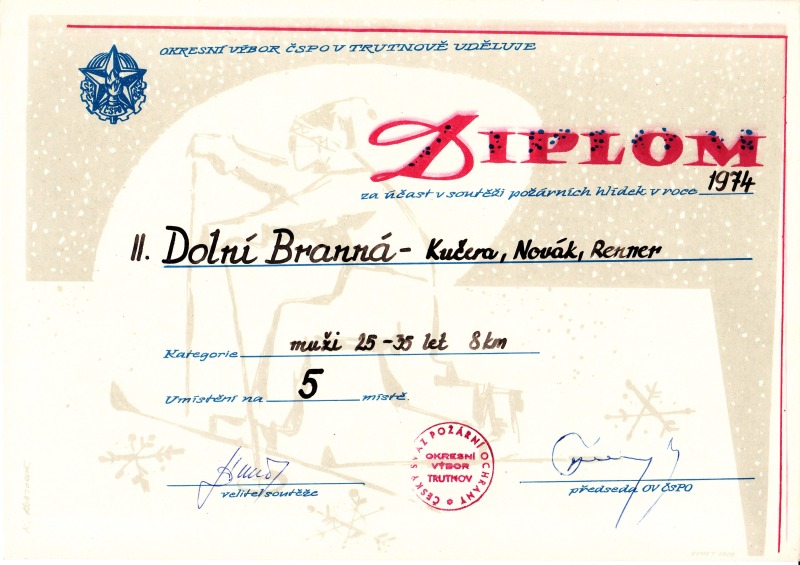 OKRESNÍ VÝBOR ČSPO V TRUTNOVĚ UDĚLUJE
ČSPO
DIPLOM
za účast v soutěži požárních hlídek v roce 1974
II. Dolní Branná - Kučera, Novák, Renner
Kategorie muži 25-35 let 8km
Umístění na 5 místě.
velitel soutěže
ČESKÝ SVAZ POŽÁRNÍ OCHRANY
OKRESNÍ
VÝBOR
TRUTNOV
předseda OV ČSPO